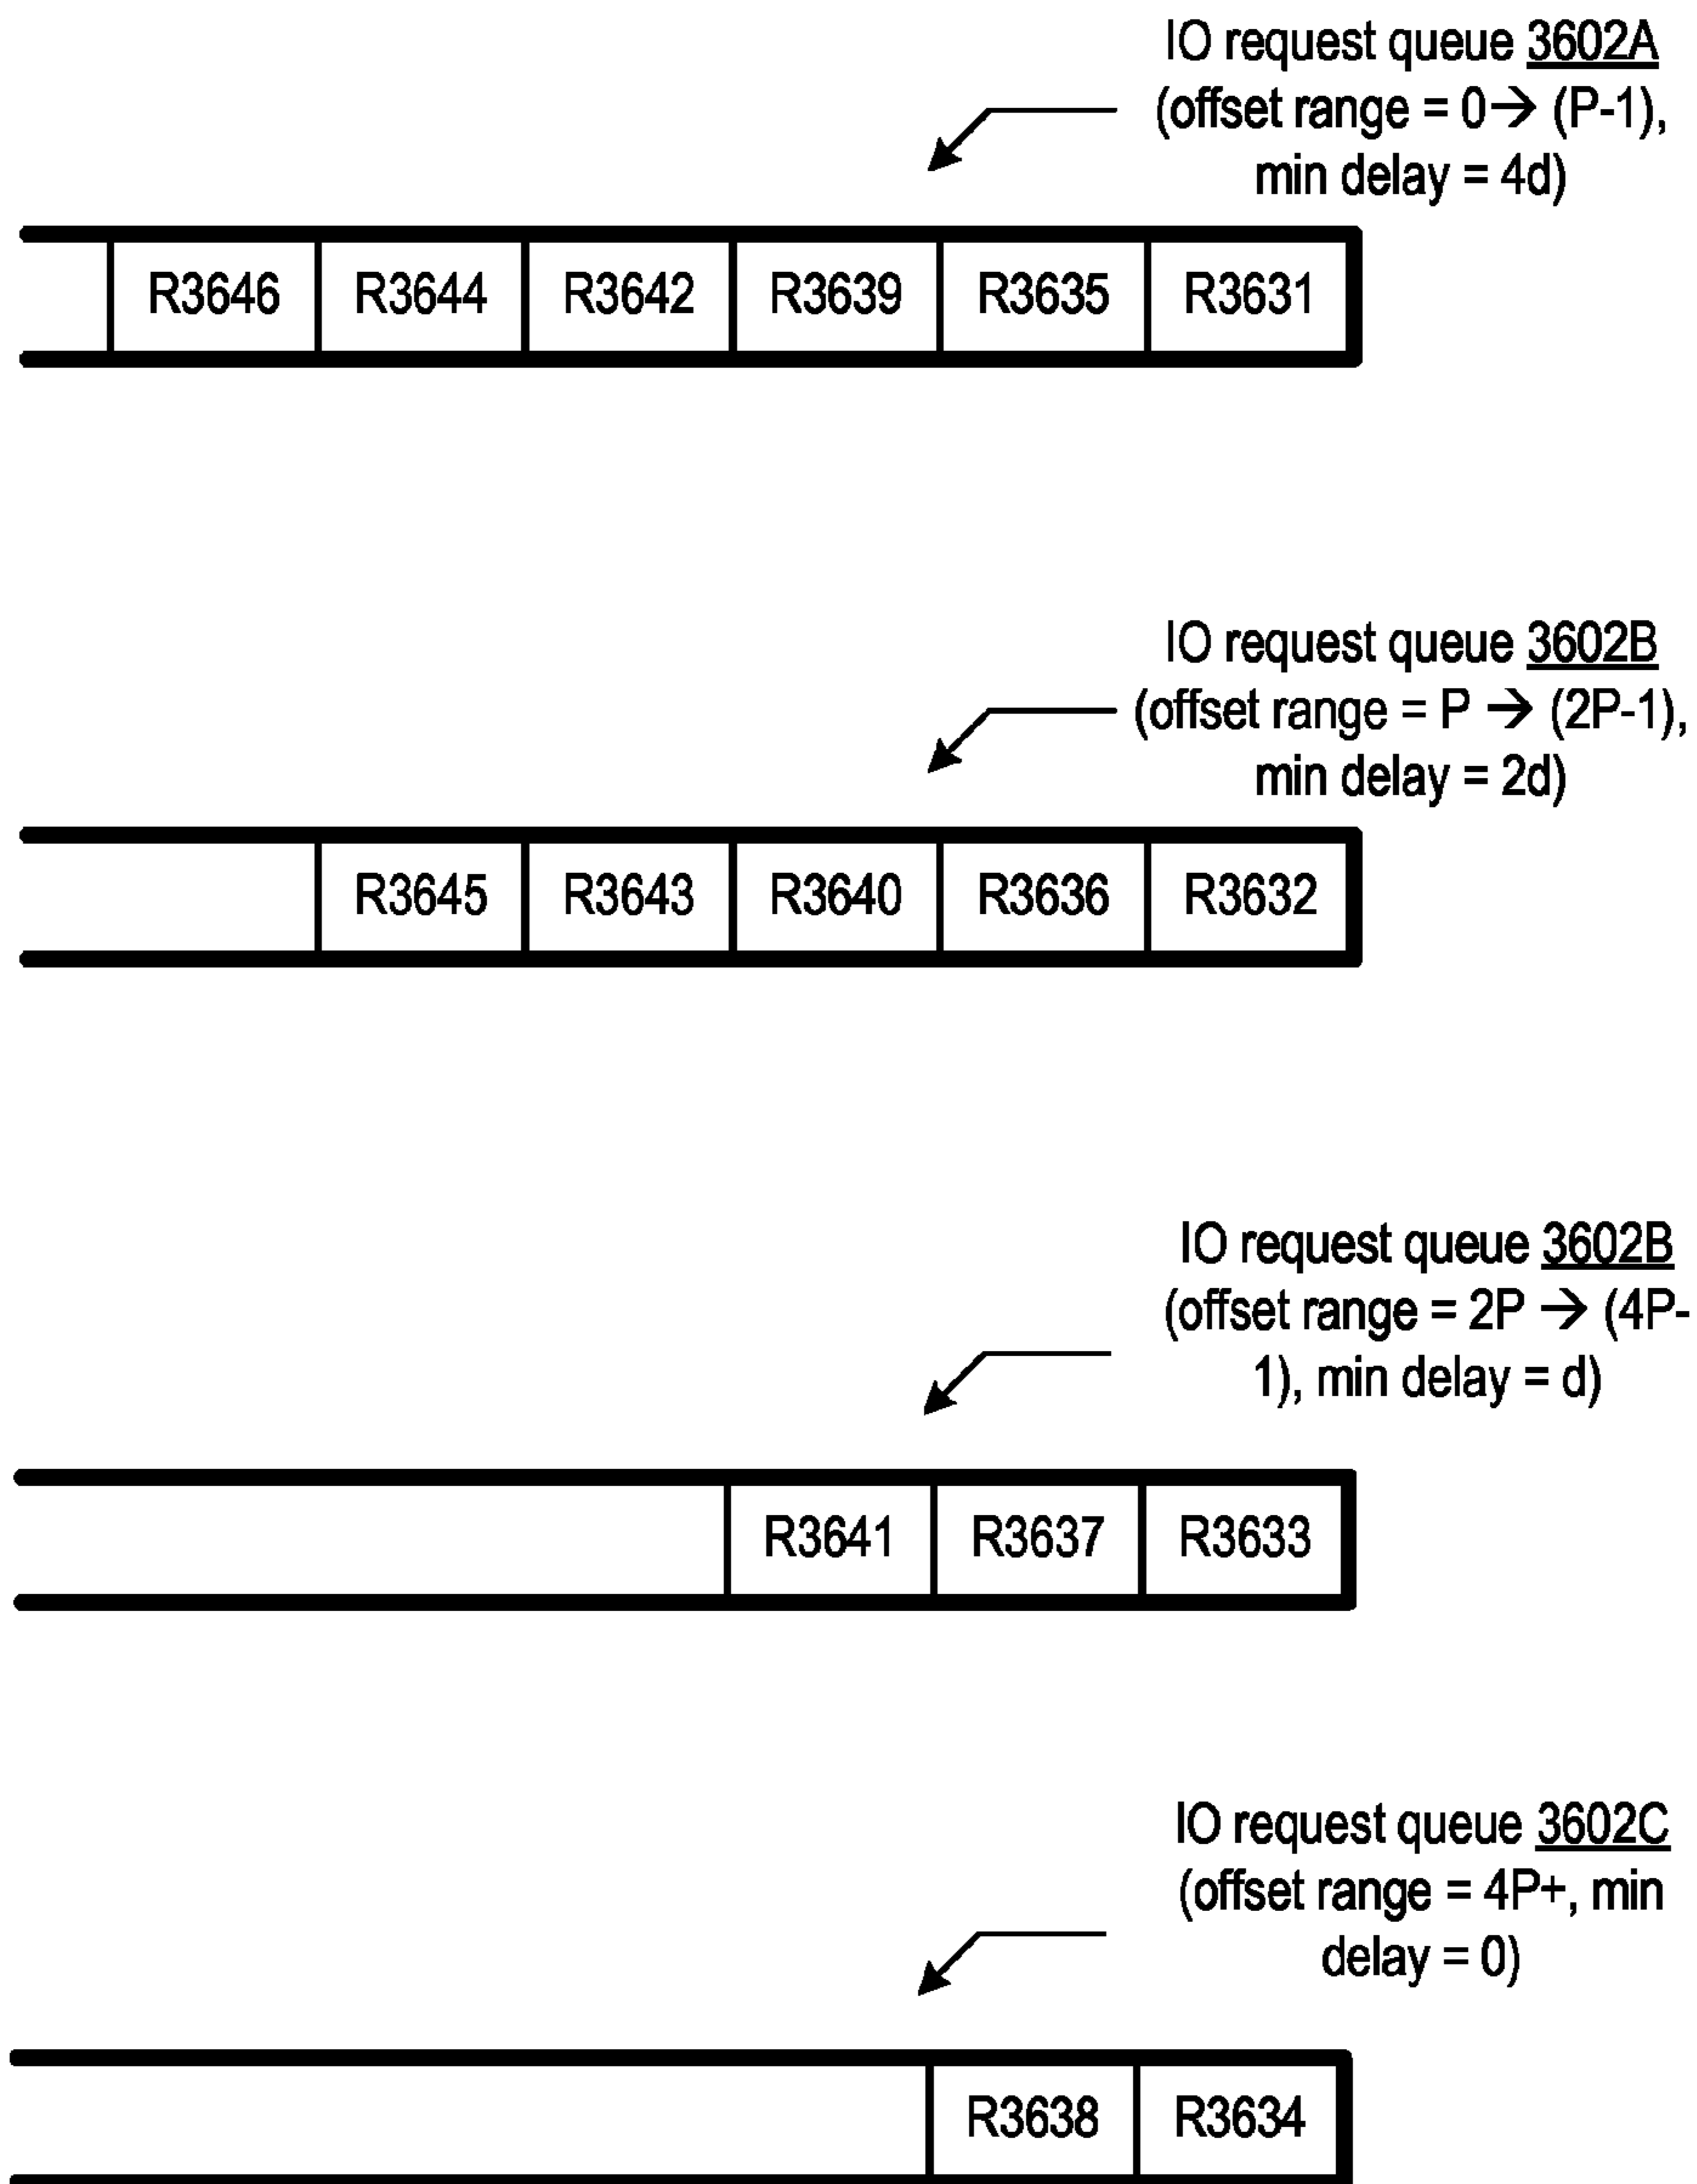 IO request queue 3602A
(offset range = 0→ (P-1),
min delay = 4d)
R3646 R3644 R3642 R3639 R3635 R3631
IO request queue 3602B
(offset range = P → (2P-1),
min delay = 2d)
R3645 R3643 R3640 R3636 R3632
IO request queue 3602B
(offset range = 2P → (4P-
1), min delay = d)
R3641 R3637 R3633
IO request queue 3602C
(offset range = 4P+, min
delay = 0)
R3638 R3634